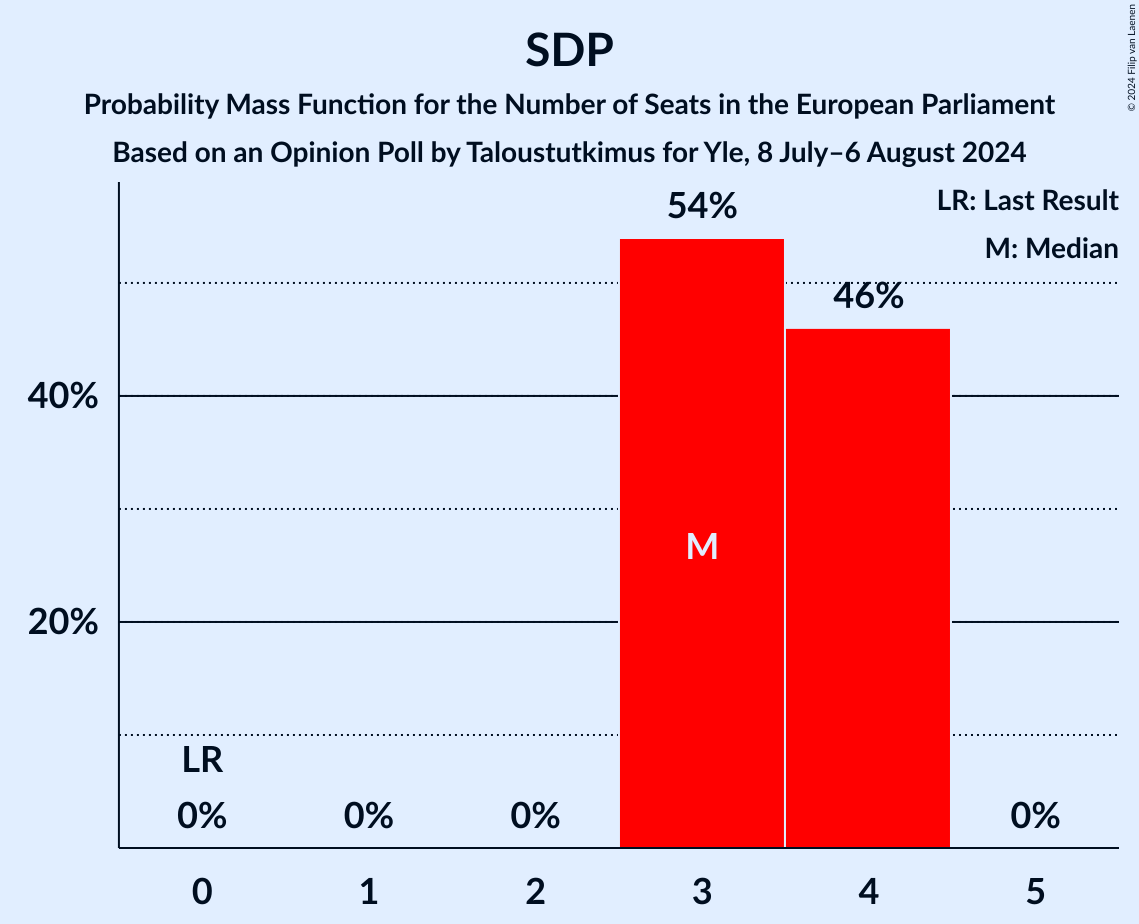 SDP
Probability Mass Function for the Number of Seats in the European Parliament
Based on an Opinion Poll by Taloustutkimus for Yle, 8 July–6 August 2024
© 2024 Filip van Laenen
LR: Last Result
M: Median
54%
46%
40%
20%
M
LR
0%
0%
0%
0%
0
1
2
3
4
5